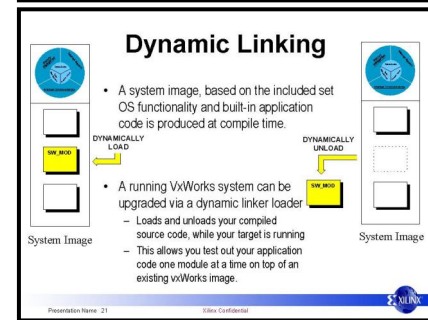 Dynamic Linking
• A system image, based on the included set
OS functionality and built-in application
code is produced at compile time.
DYNAMICALLY
LOAD
SW_MOD
DYNAMICALLY
UNLOAD
SW_MOD
• A running VxWorks system can be
upgraded via a dynamic linker loader
– Loads and unloads your compiled
source code, while your target is running
– This allows you test out your application
code one module at a time on top of an
existing vxWorks image.
System Image
System Image
Presentation Name 21
Xilinx Confidential
XILINX